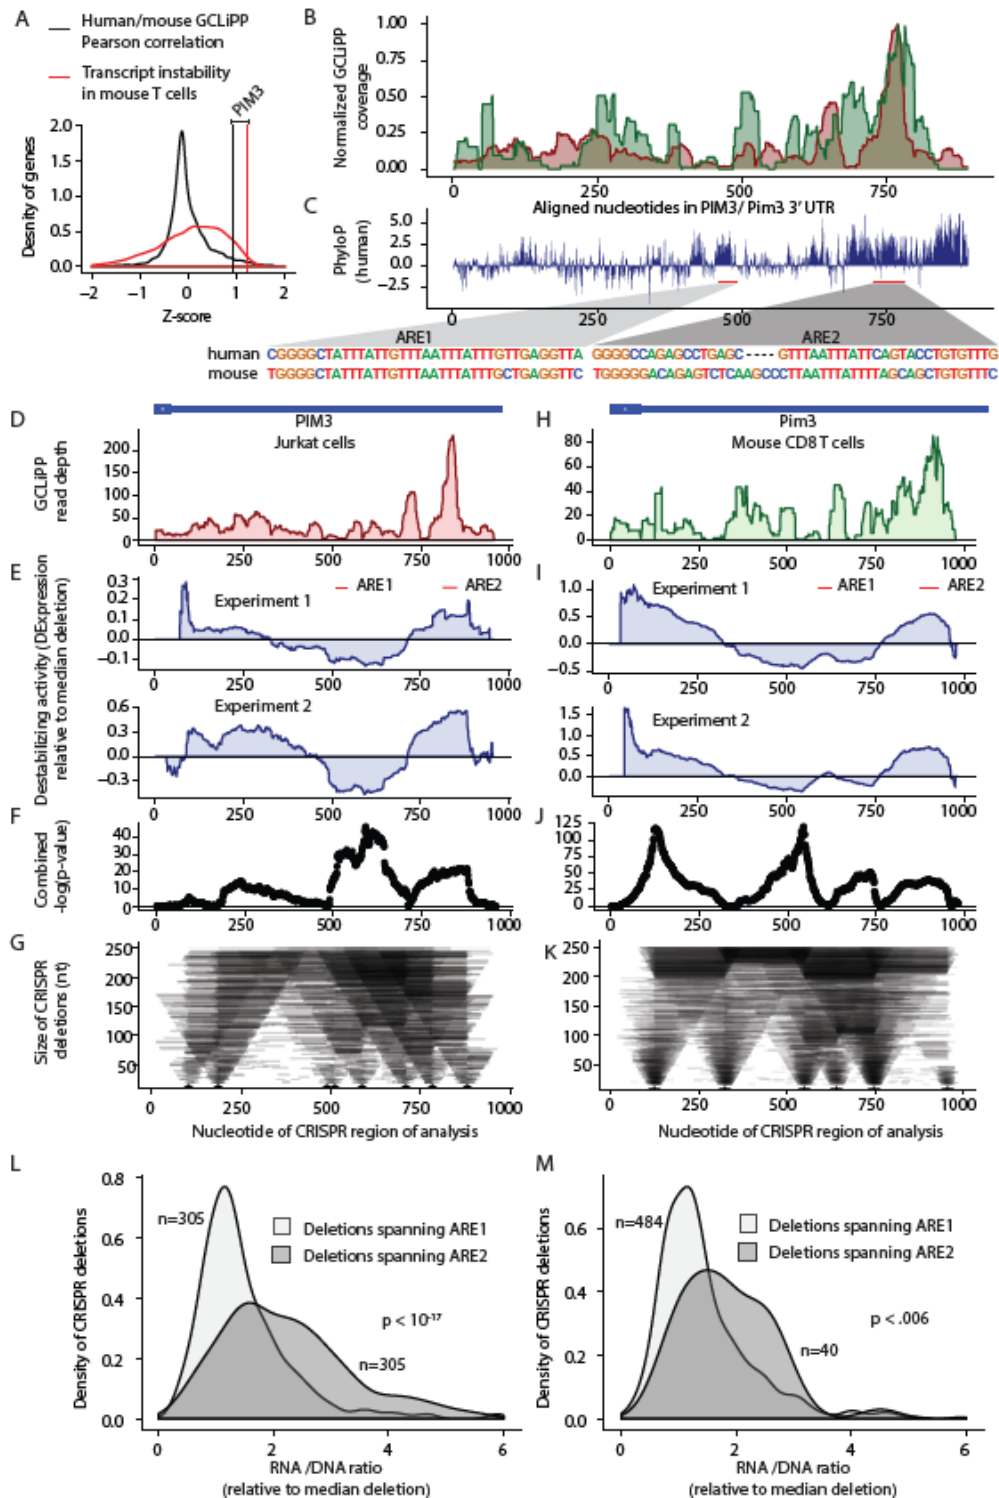 A
Human/mouse GCLiPP
Pearson correlation
Transcript instability
in mouse T cells
PIM3
2.0
1.5
1.0
0.5
0.0
Desnity of genes
−2 −1 0 1 2
Z-score
B
Normalized GCLiPP
coverage
1.00
0.75
0.50
0.25
0.00
0 250 500 750
Aligned nucleotides in PIM3/ Pim3 3' UTR
C
PhyloP
(human)
5.0
2.5
0.0
−2.5
0 250 500 750
ARE1 ARE2
human CGGGGCTATTTATTGTTTAATTTATTTGTTGAGGTTA GGGGCCAGAGCCTGAGC----GTTTAATTTATTCAGTACCTGTGTTTG
mouse TGGGGCTATTTATTGTTTAATTTATTTGCTGAGGTTC TGGGGGACAGAGTCTCAAGCCCTTAATTTATTTTAGCAGCTGTGTTTC
D
PIM3
Jurkat cells
GCLiPP
read depth
200
150
100
50
0
0 250 500 750 1000
H
Pim3
Mouse CD8 T cells
80
60
40
20
0
0 250 500 750 1000
E
Destabilizing activity (DExpression
relative to median deletion)
0.3
0.2
0.1
0.0
−0.1
Experiment 1
ARE1 ARE2
0 250 500 750 1000
0.6
0.3
0.0
−0.3
Experiment 2
0 250 500 750 1000
I
1.0
0.5
0.0
−0.5
Experiment 1
ARE1 ARE2
0 250 500 750 1000
1.5
1.0
0.5
0.0
Experiment 2
0 250 500 750 1000
F
Combined
-log(p-value)
40
30
20
10
0
0 250 500 750 1000
J
125
100
75
50
25
0
0 250 500 750 1000
G
Size of CRISPR
deletions (nt)
250
200
150
100
50
0 250 500 750 1000
Nucleotide of CRISPR region of analysis
K
250
200
150
100
50
0 250 500 750 1000
Nucleotide of CRISPR region of analysis
L
Density of CRISPR deletions
0.8
0.6
0.4
0.2
0.0
n=305
Deletions spanning ARE1
Deletions spanning ARE2
p < 10⁻¹⁷
n=305
0 2 4 6
RNA /DNA ratio
(relative to median deletion)
M
Density of CRISPR deletions
0.6
0.4
0.2
0.0
n=484
Deletions spanning ARE1
Deletions spanning ARE2
p < .006
n=40
0 2 4 6
RNA /DNA ratio
(relative to median deletion)